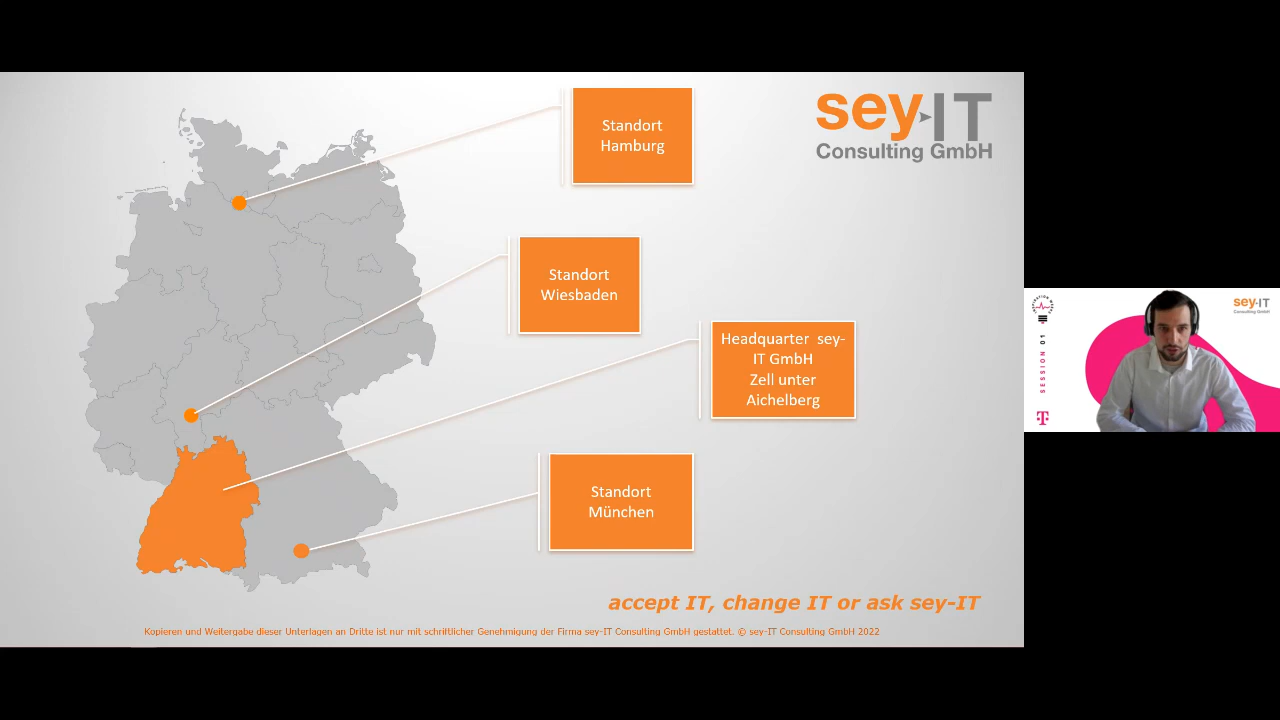 Standort
Hamburg
sey-IT
Consulting GmbH
Standort
Wiesbaden
Headquarter sey-
IT GmbH
Zell unter
Aichelberg
Standort
München
accept IT, change IT or ask sey-IT
Kopieren und Weitergabe dieser Unterlagen an Dritte ist nur mit schriftlicher Genehmigung der Firma sey-IT Consulting GmbH gestattet. © sey-IT Consulting GmbH 2022
SESSION 01
T
sey-IT
Consulting GmbH